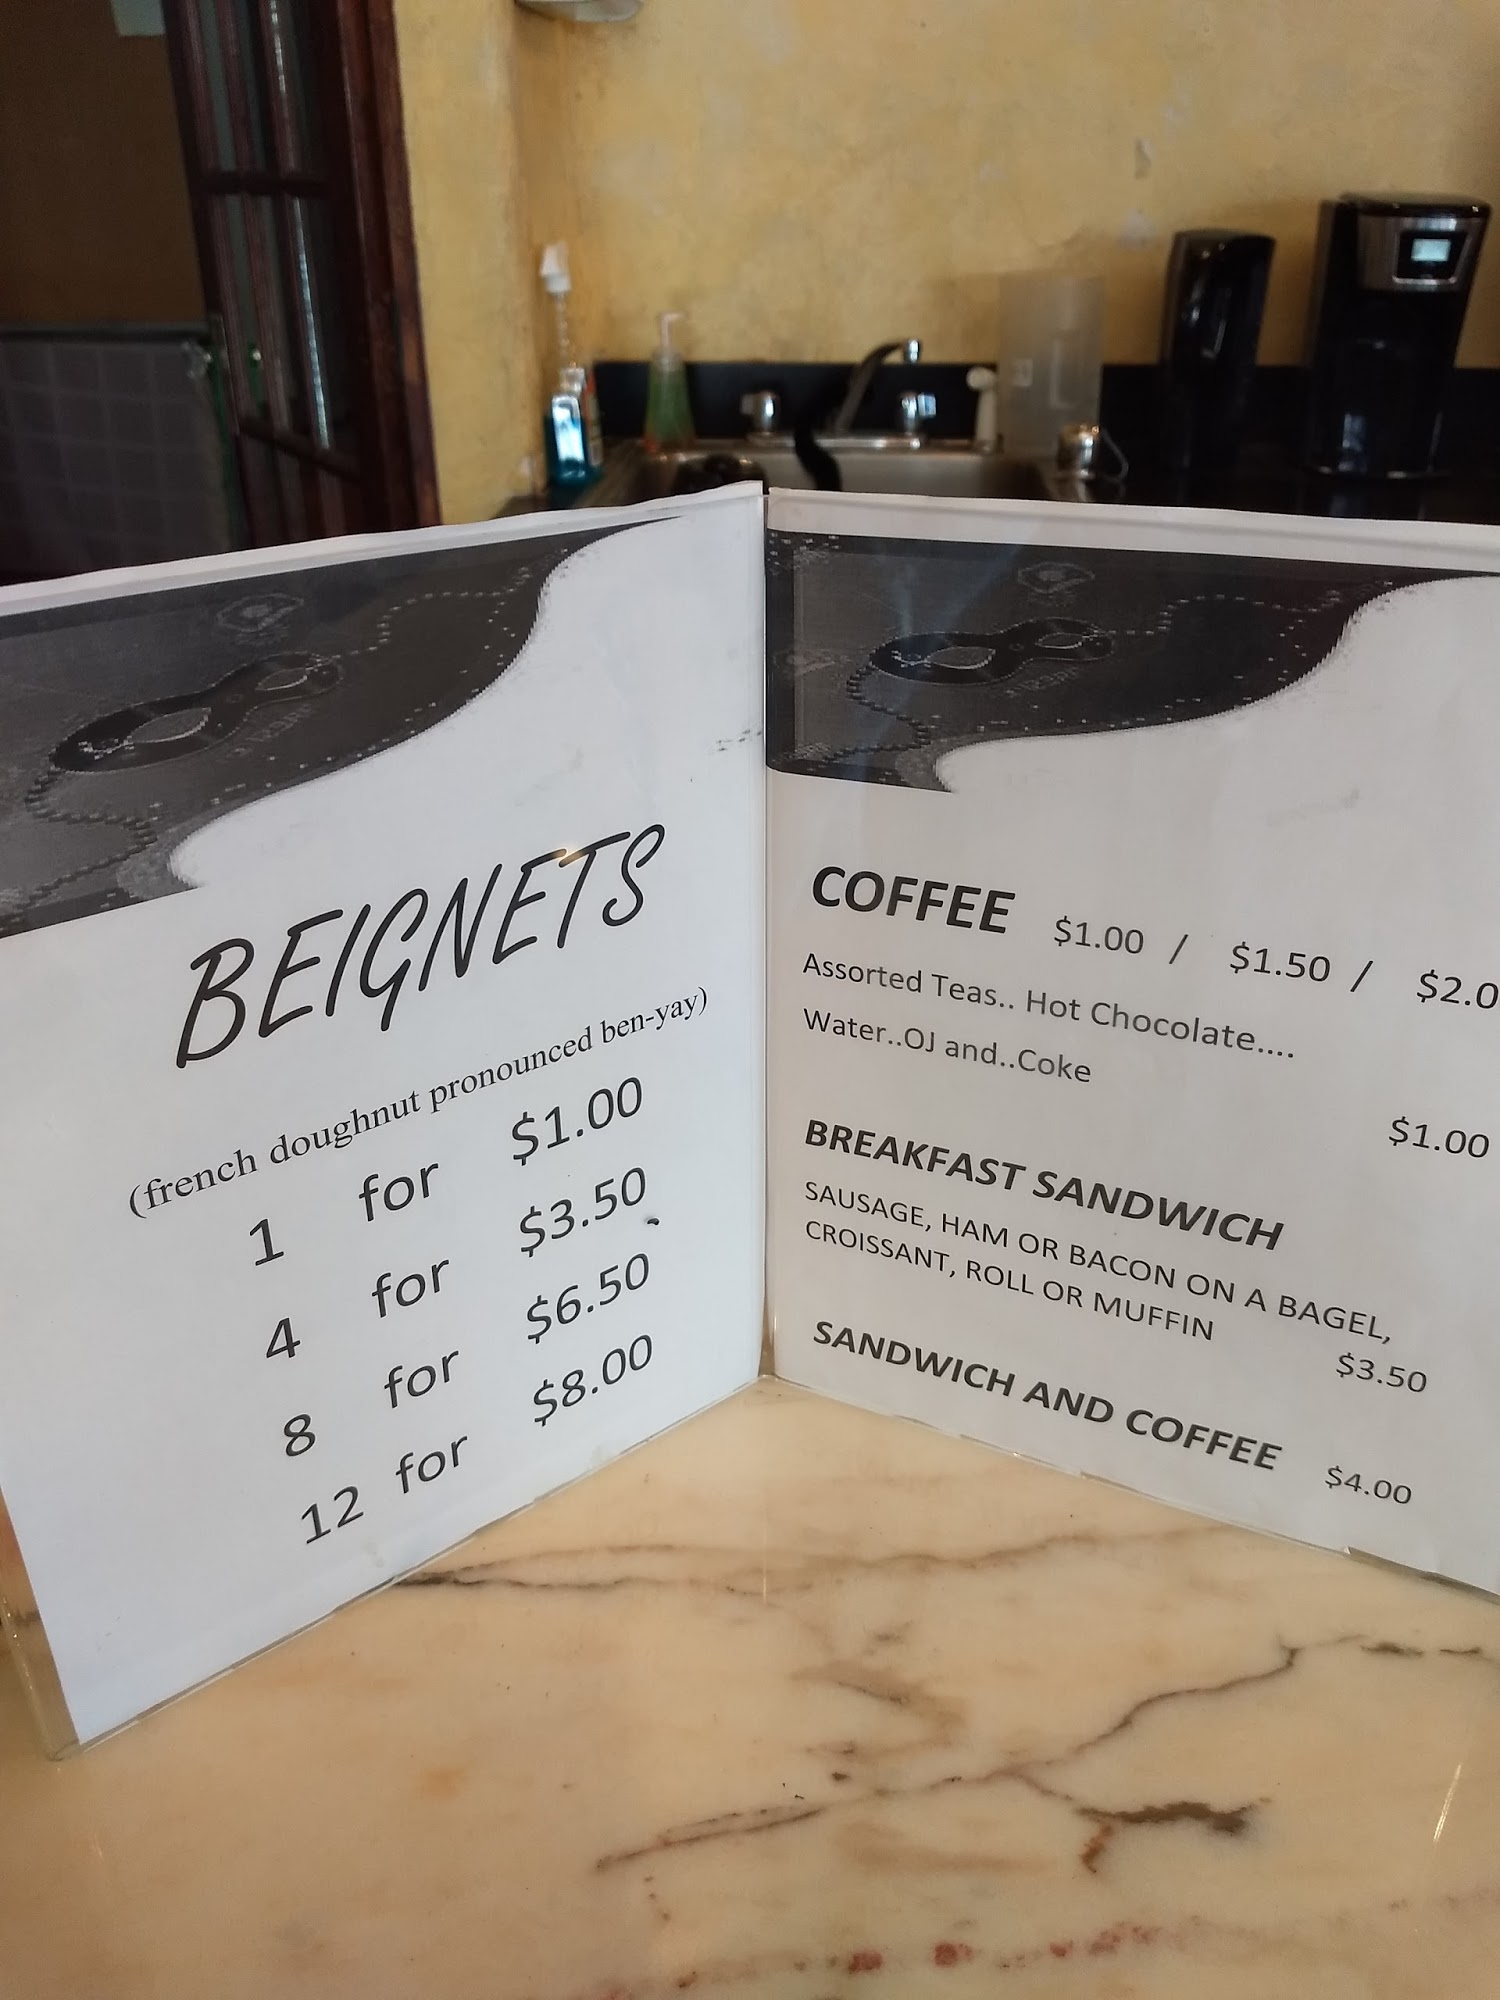 BEIGNETS
(french doughnut pronounced ben-yay)
1 for $1.00
4 for $3.50
8 for $6.50
12 for $8.00
COFFEE $1.00 / $1.50 / $2.0
Assorted Teas.. Hot Chocolate....
Water..OJ and..Coke
$1.00
BREAKFAST SANDWICH
SAUSAGE, HAM OR BACON ON A BAGEL,
CROISSANT, ROLL OR MUFFIN
$3.50
SANDWICH AND COFFEE $4.00